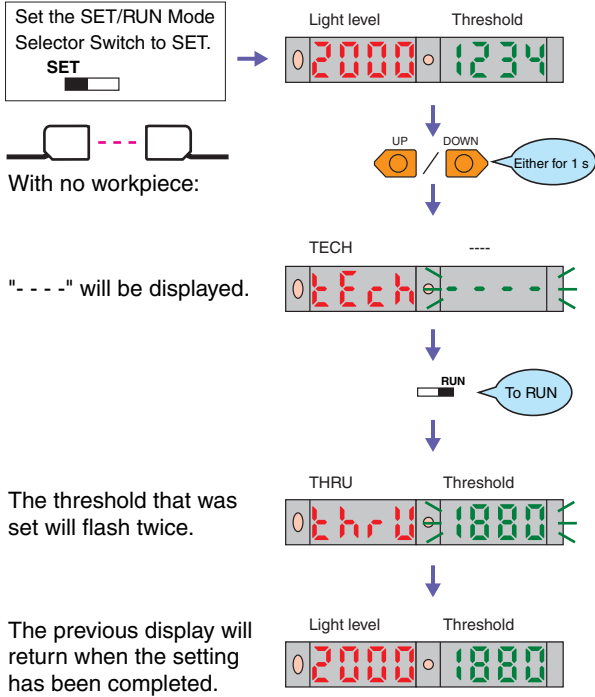 Set the SET/RUN Mode
Selector Switch to SET.
SET
Light level Threshold
2000 1234
UP / DOWN
Either for 1 s
With no workpiece:
TECH ----
"- - - -" will be displayed.
tEch - - - -
RUN
To RUN
THRU Threshold
The threshold that was
set will flash twice.
thrU 1880
Light level Threshold
The previous display will
return when the setting
has been completed.
2000 1880